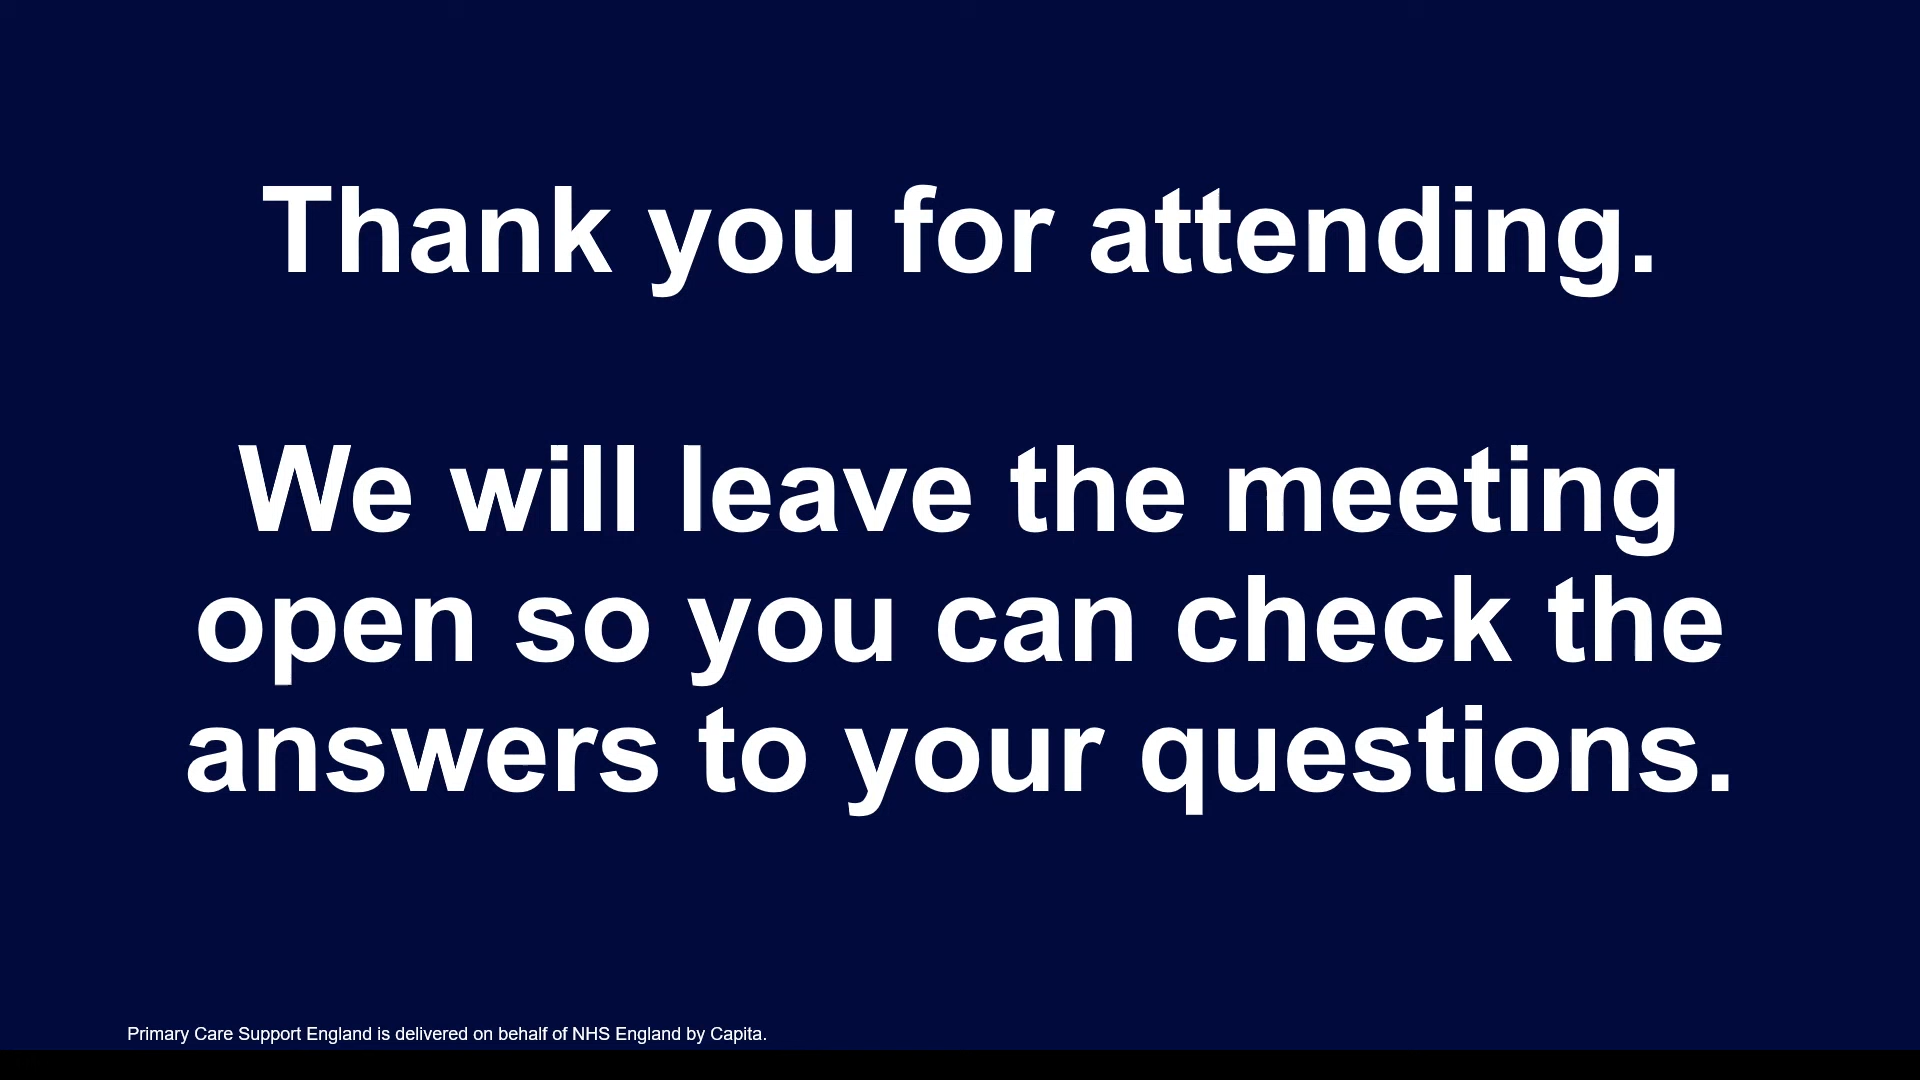 Thank you for attending.
We will leave the meeting
open so you can check the
answers to your questions.
Primary Care Support England is delivered on behalf of NHS England by Capita.